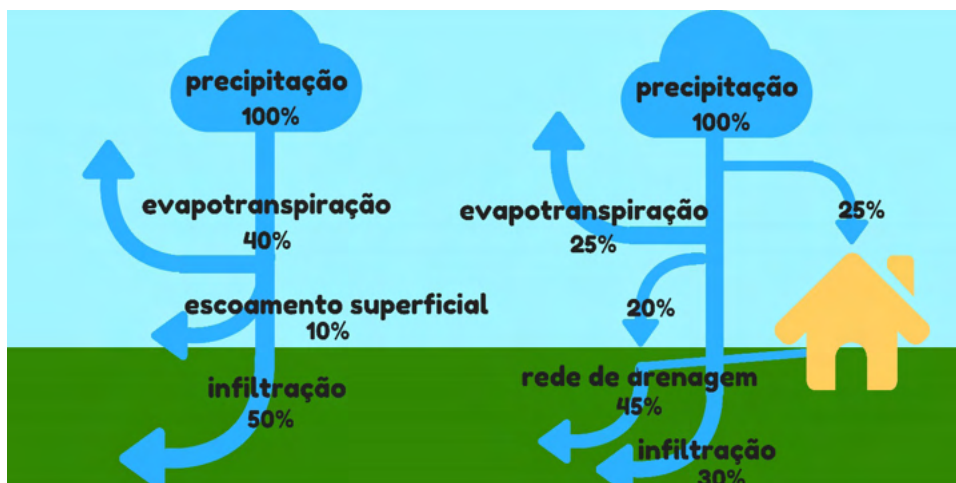 precipitação
100%
evapotranspiração
40%
escoamento superficial
10%
infiltração
50%
precipitação
100%
25%
evapotranspiração
25%
20%
rede de arenagem
45%
infiltração
30%